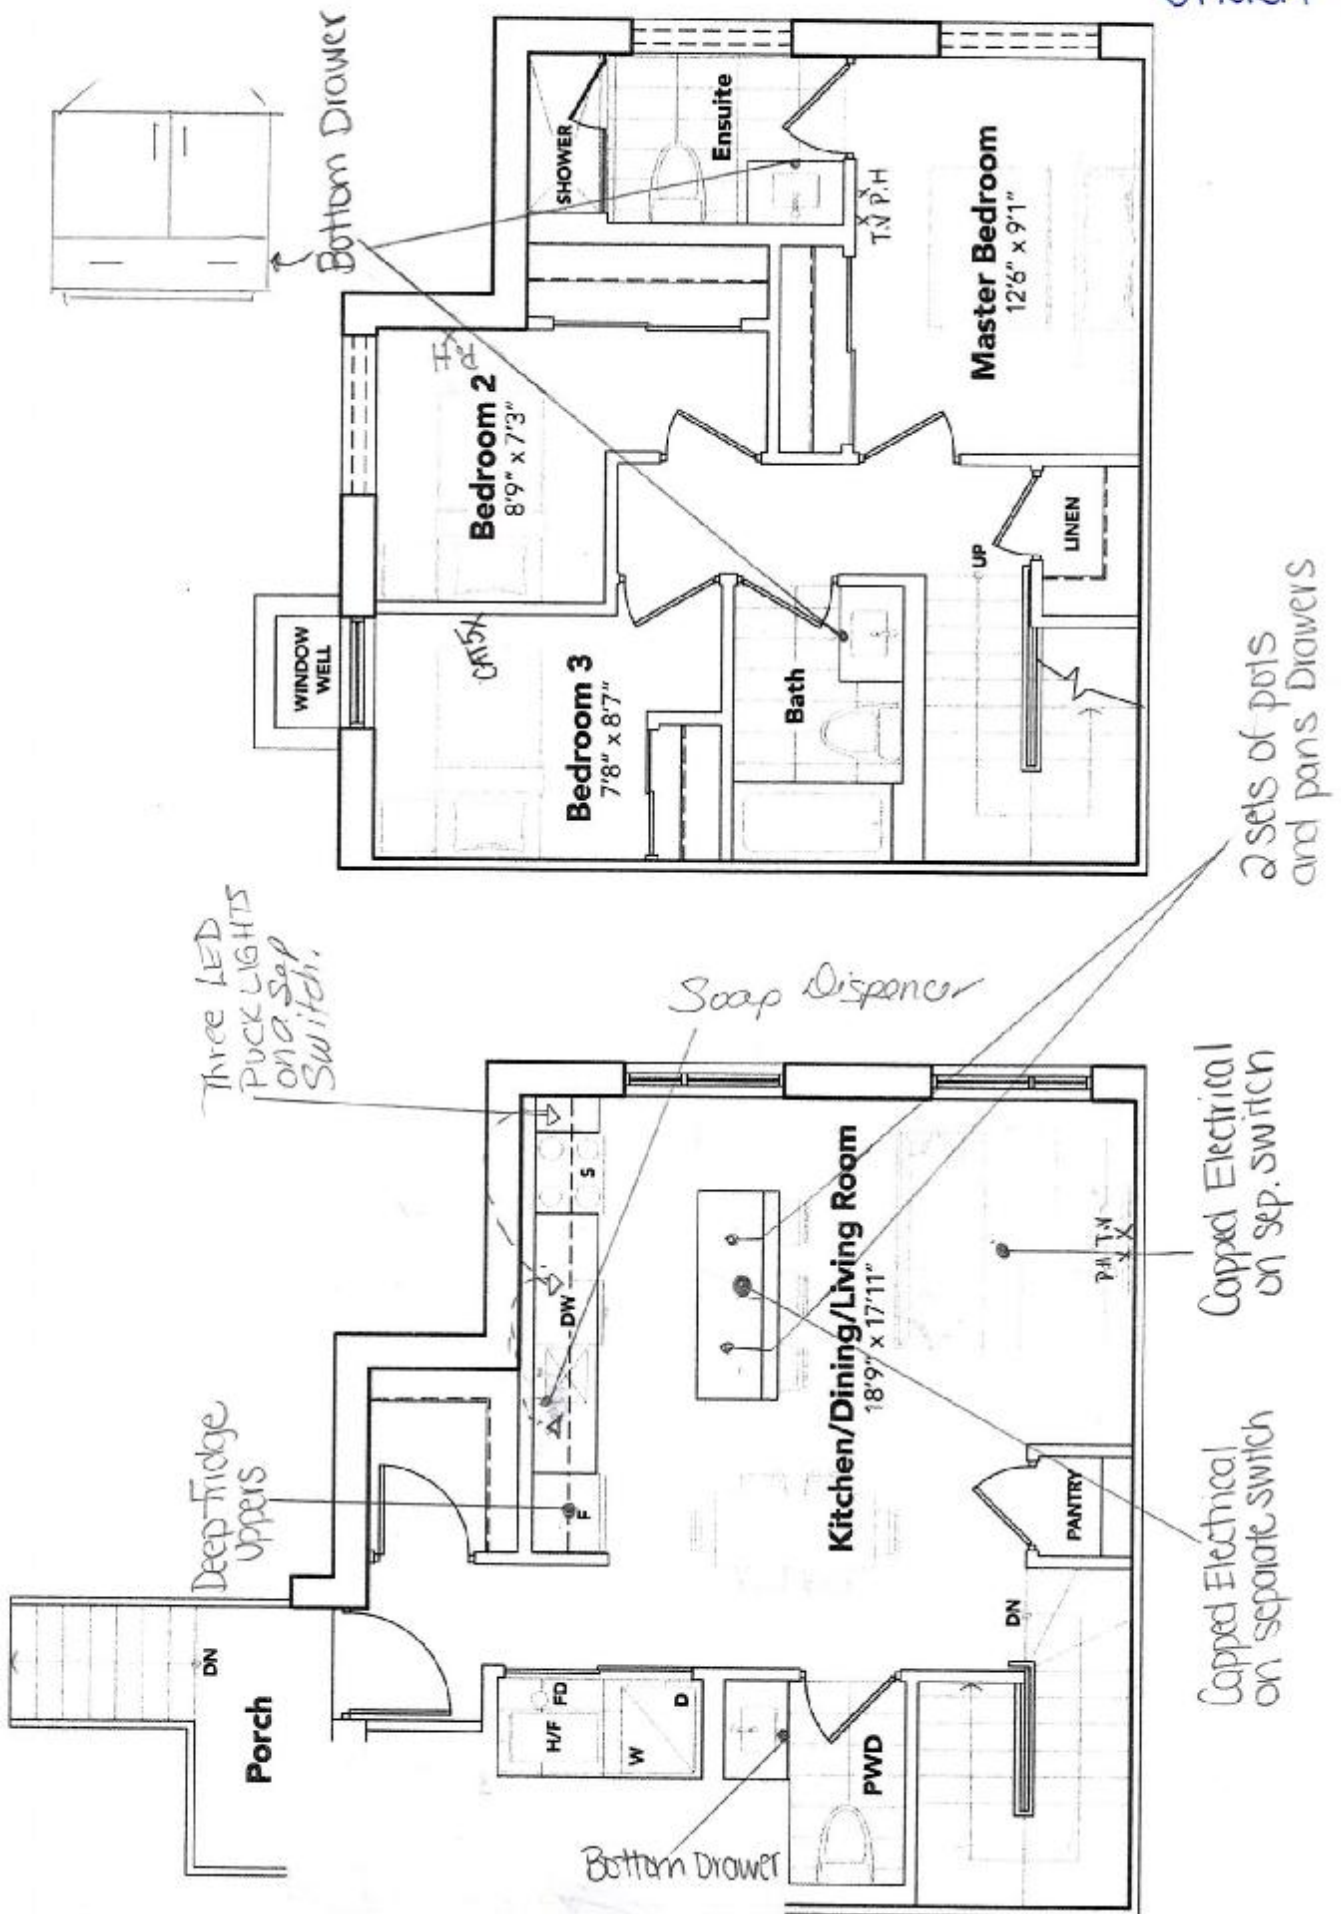 Bottom Drawer
SHOWER
Ensuite
T.V P.H
Master Bedroom
12'6" x 9'1"
Bedroom 2
8'9" x 7'3"
WINDOW
WELL
CAT5X
Bedroom 3
7'8" x 8'7"
Bath
UP
LINEN
2 sets of pots
and pans Drawers
Three LED
PUCK LIGHTS
on a Sep
Switch.
Soap Dispencer
S
DW
F
Deep Fridge
Uppers
Kitchen/Dining/Living Room
18'9" x 17'11"
PH T.V
X X
Capped Electrical
on sep. switch
PANTRY
Capped Electrical
on separate switch
DN
DN
Porch
FD
H/F
W
D
PWD
Bottom Drawer